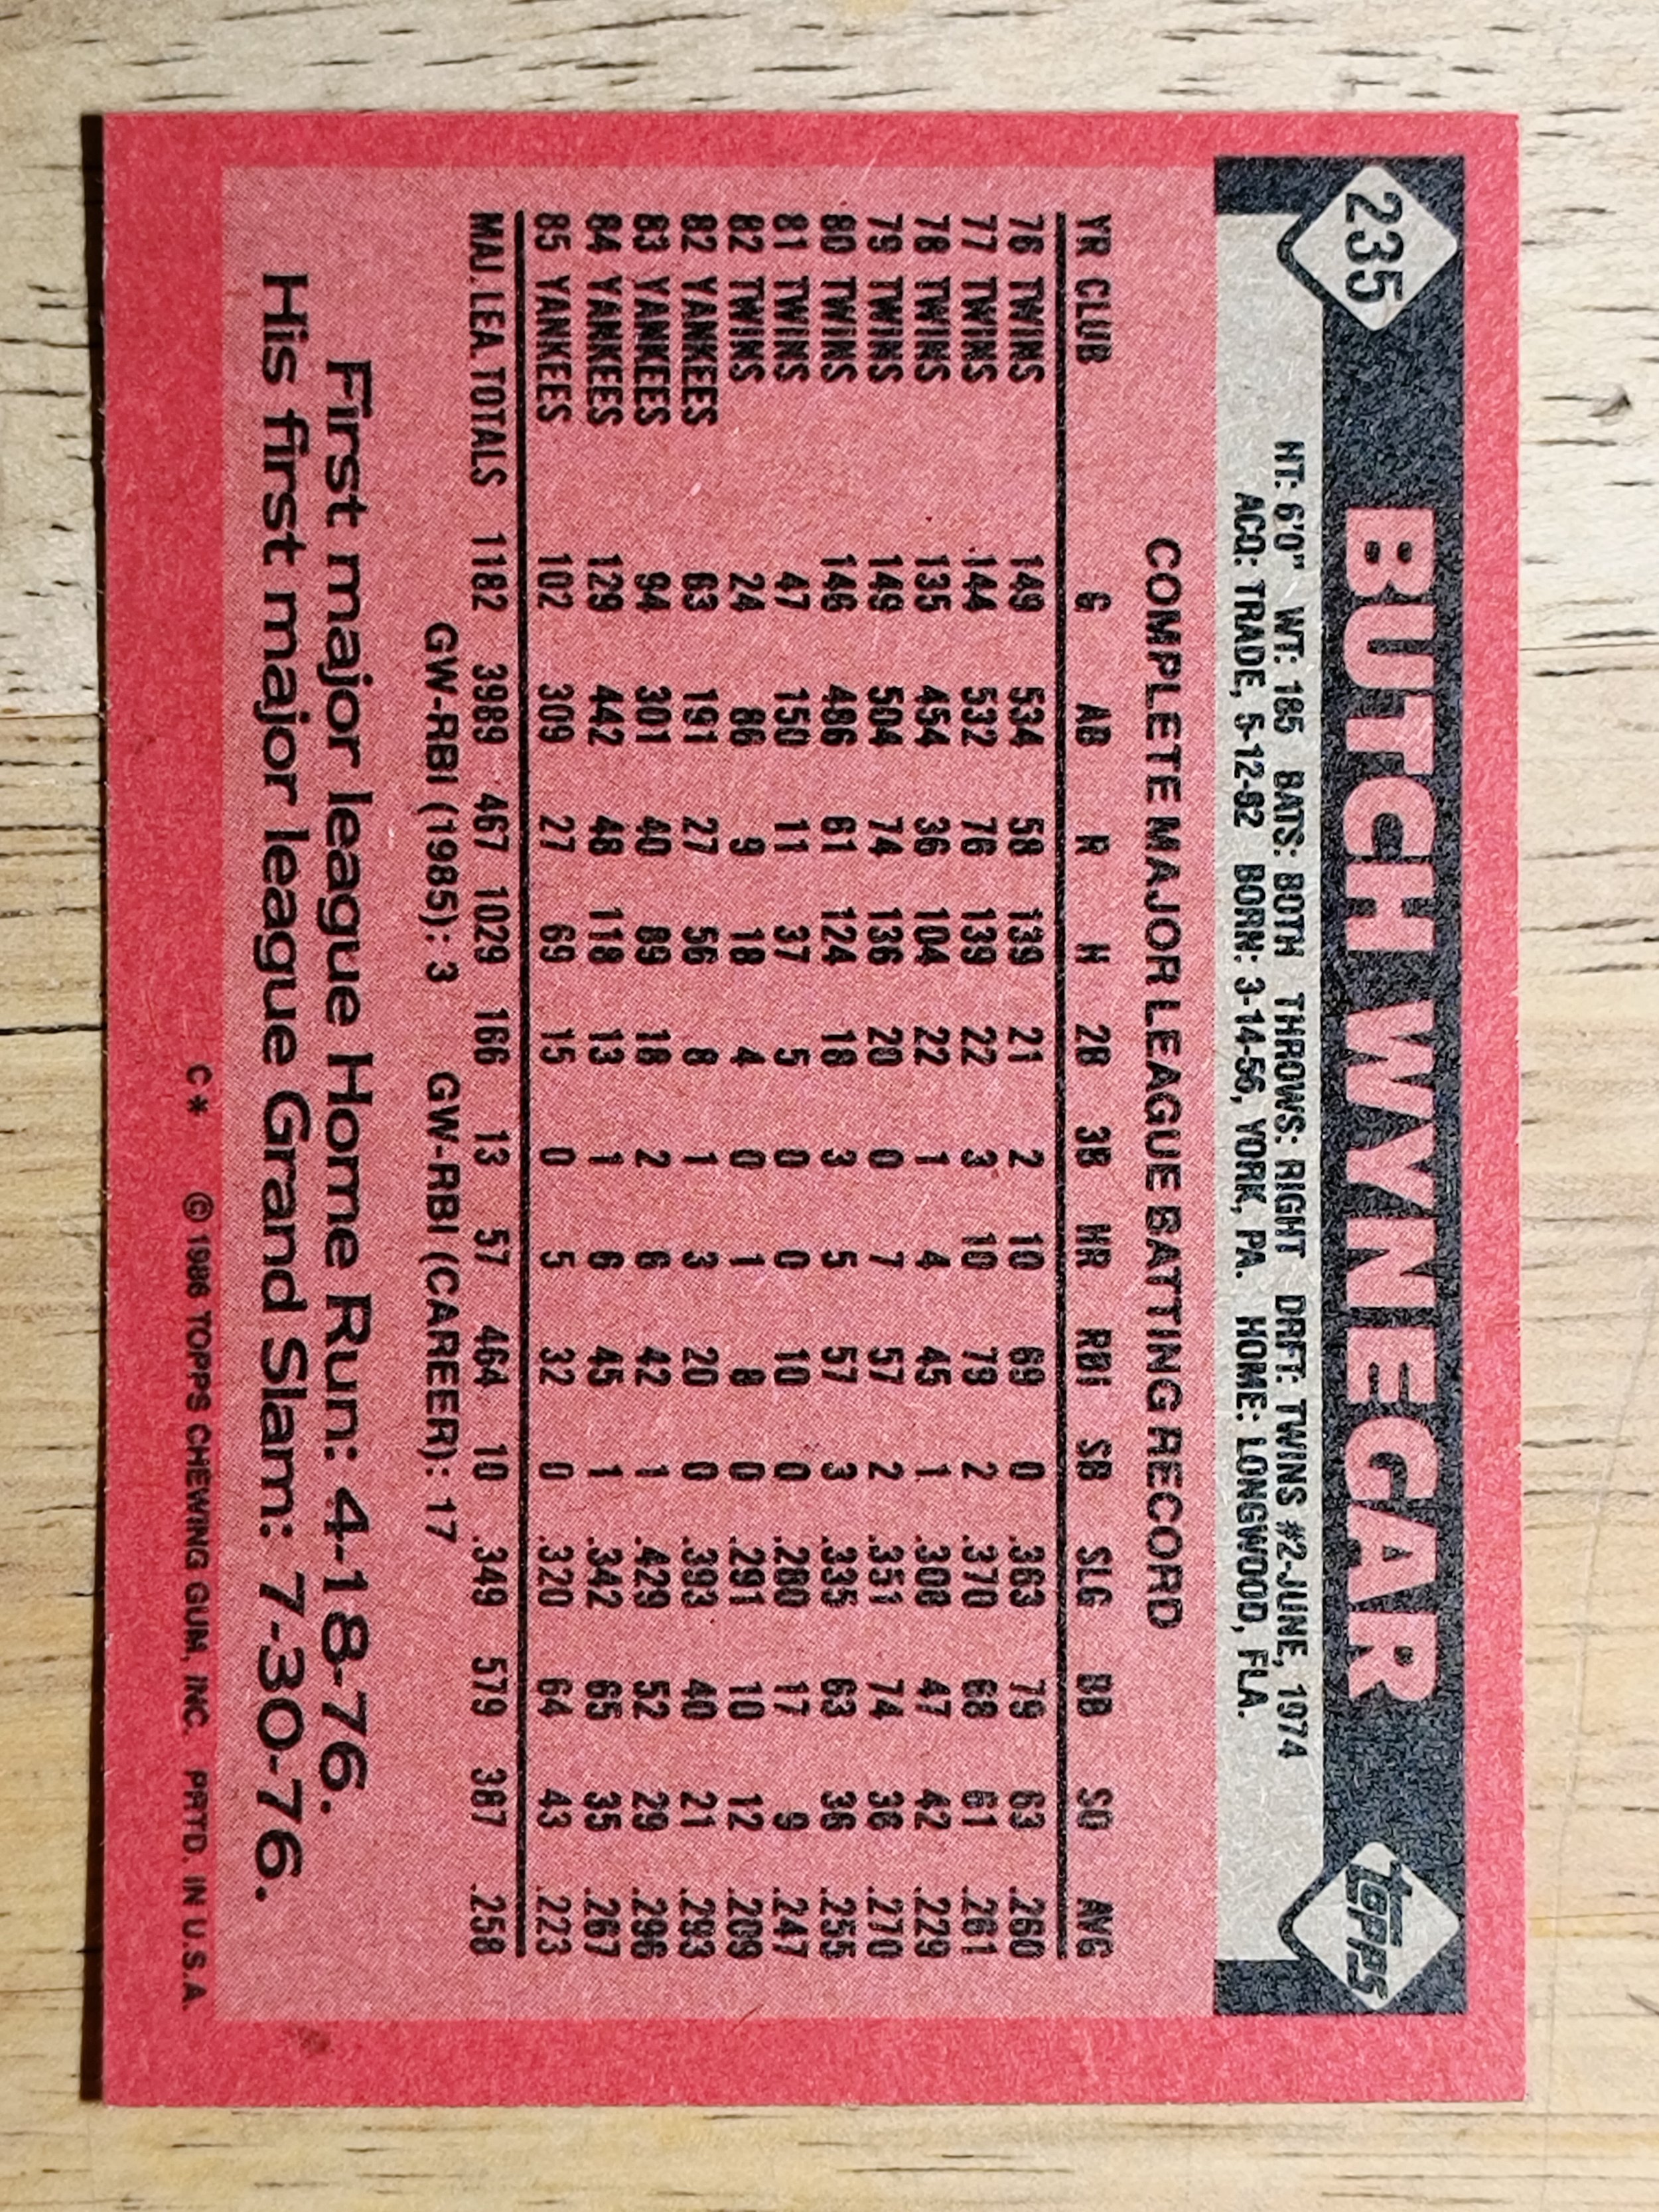 235 BUTCH WYNEGAR topps
HT: 6'0" WT: 185 BATS: BOTH THROWS: RIGHT DRFT: TWINS #2-JUNE, 1974
ACQ: TRADE, 5-12-82 BORN: 3-14-56, YORK, PA. HOME: LONGWOOD, FLA.
COMPLETE MAJOR LEAGUE BATTING RECORD
YR CLUB G AB R H 2B 3B HR RBI SB SLG BB SO AVG
76 TWINS 149 534 58 139 21 2 10 69 0 .363 79 63 .260
77 TWINS 144 532 76 139 22 3 10 79 2 .370 68 61 .261
78 TWINS 135 454 36 104 22 1 4 45 1 .308 47 42 .229
79 TWINS 149 504 74 136 20 0 7 57 2 .351 74 36 .270
80 TWINS 146 486 61 124 18 3 5 57 3 .335 63 36 .255
81 TWINS 47 150 11 37 5 0 0 10 0 .280 17 9 .247
82 TWINS 24 86 9 18 4 0 1 8 0 .291 10 12 .209
82 YANKEES 63 191 27 56 8 1 3 20 0 .393 40 21 .293
83 YANKEES 94 301 40 89 18 2 6 42 1 .429 52 29 .296
84 YANKEES 129 442 48 118 13 1 6 45 1 .342 65 35 .267
85 YANKEES 102 309 27 69 15 0 5 32 0 .320 64 43 .223
MAJ. LEA. TOTALS 1182 3989 467 1029 166 13 57 464 10 .349 579 387 .258
GW-RBI (1985): 3 GW-RBI (CAREER): 17
First major league Home Run: 4-18-76.
His first major league Grand Slam: 7-30-76.
C* © 1986 TOPPS CHEWING GUM, INC. PRTD. IN U.S.A.